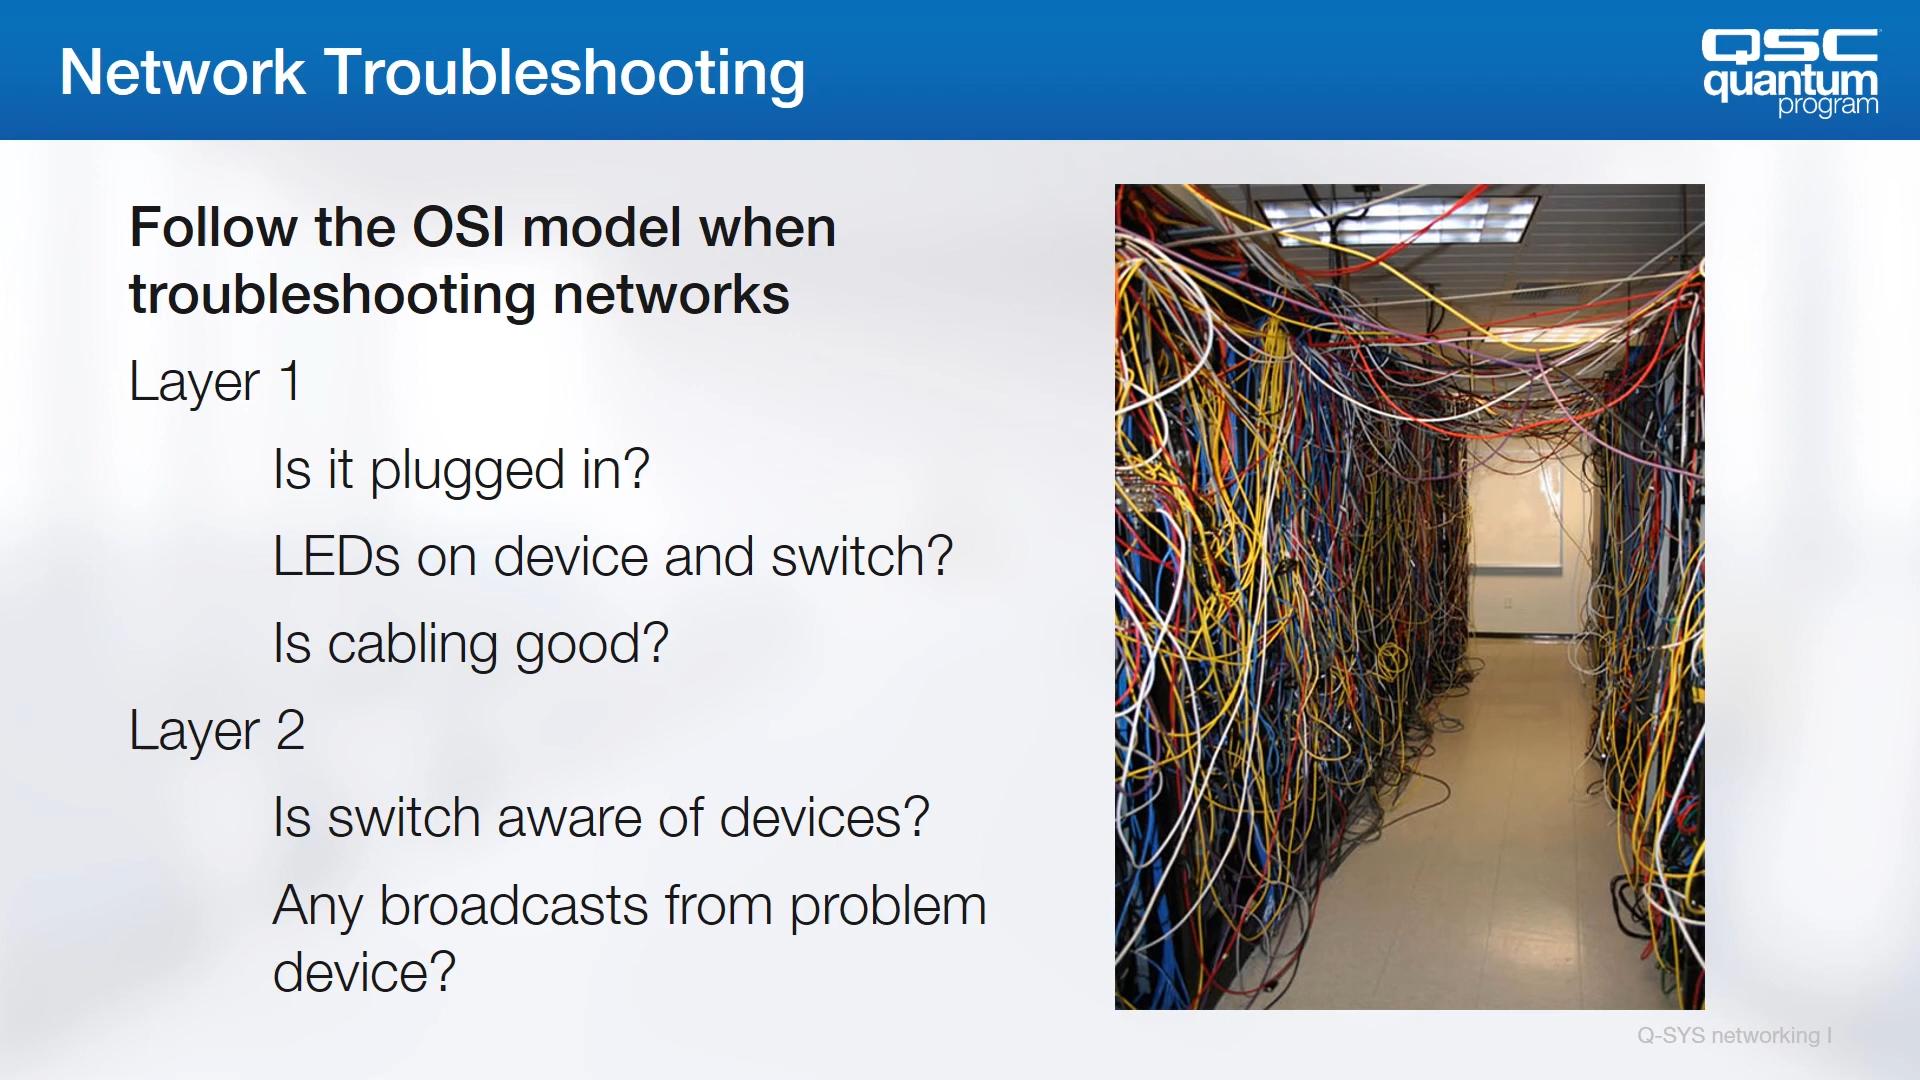 Network Troubleshooting
QSC
quantum
program
Follow the OSI model when
troubleshooting networks
Layer 1
Is it plugged in?
LEDs on device and switch?
Is cabling good?
Layer 2
Is switch aware of devices?
Any broadcasts from problem
device?
Q-SYS networking I